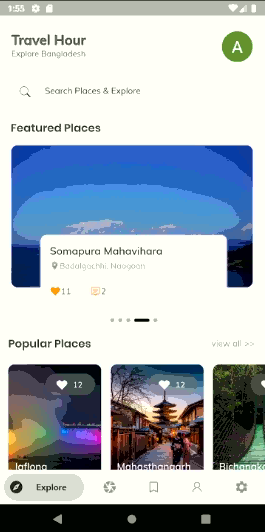 1:55
Travel Hour
Explore Bangladesh
A
Search Places & Explore
Featured Places
Somapura Mahavihara
Badalgachhi, Naogaon
11
2
Popular Places
view all >>
12
12
Jaflong
Mahasthangarh
Bichanaka
Explore